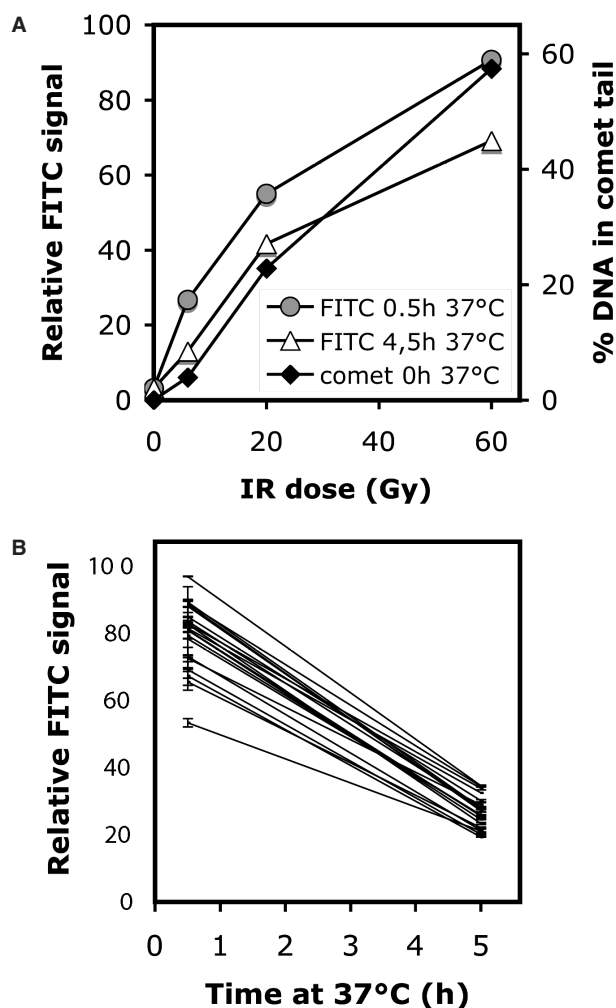 A
Relative FITC signal
100
80
60
40
20
0
60
40
20
0
% DNA in comet tail
FITC 0.5h 37°C
FITC 4,5h 37°C
comet 0h 37°C
0 20 40 60
IR dose (Gy)
B
Relative FITC signal
10 0
80
60
40
20
0
0 1 2 3 4 5
Time at 37°C (h)